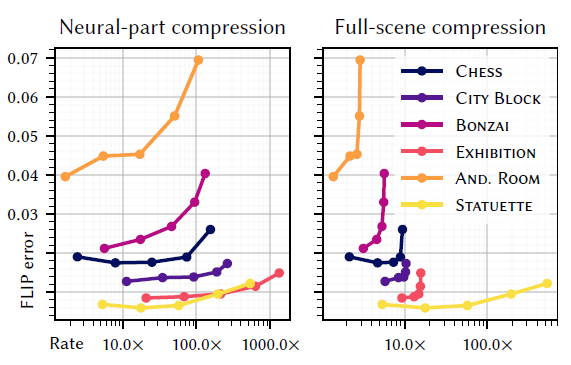 Neural-part compression
Full-scene compression
0.07
0.06
0.05
0.04
0.03
FLIP error
Rate 10.0× 100.0× 1000.0×
10.0× 100.0×
Chess
City Block
Bonzai
Exhibition
And. Room
Statuette